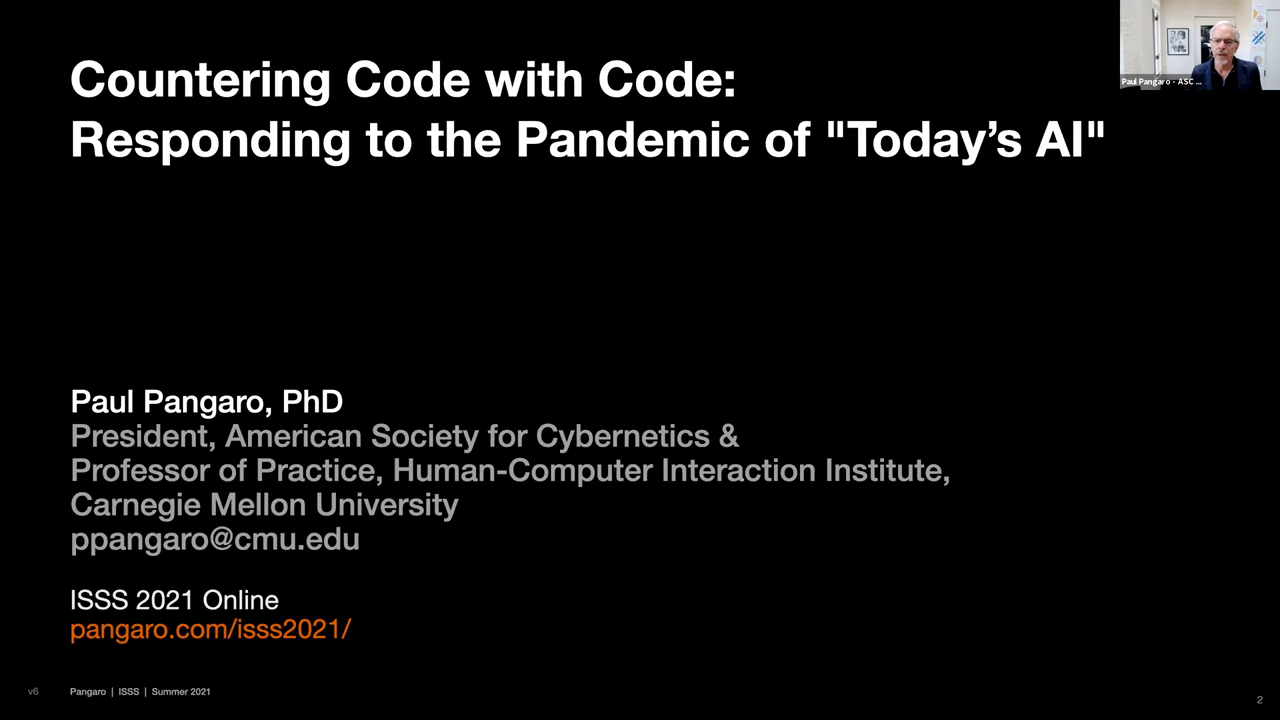 Countering Code with Code:
Responding to the Pandemic of "Today’s AI"
Paul Pangaro - ASC ...
Paul Pangaro, PhD
President, American Society for Cybernetics &
Professor of Practice, Human-Computer Interaction Institute,
Carnegie Mellon University
ppangaro@cmu.edu
ISSS 2021 Online
pangaro.com/isss2021/
v6 Pangaro | ISSS | Summer 2021
2